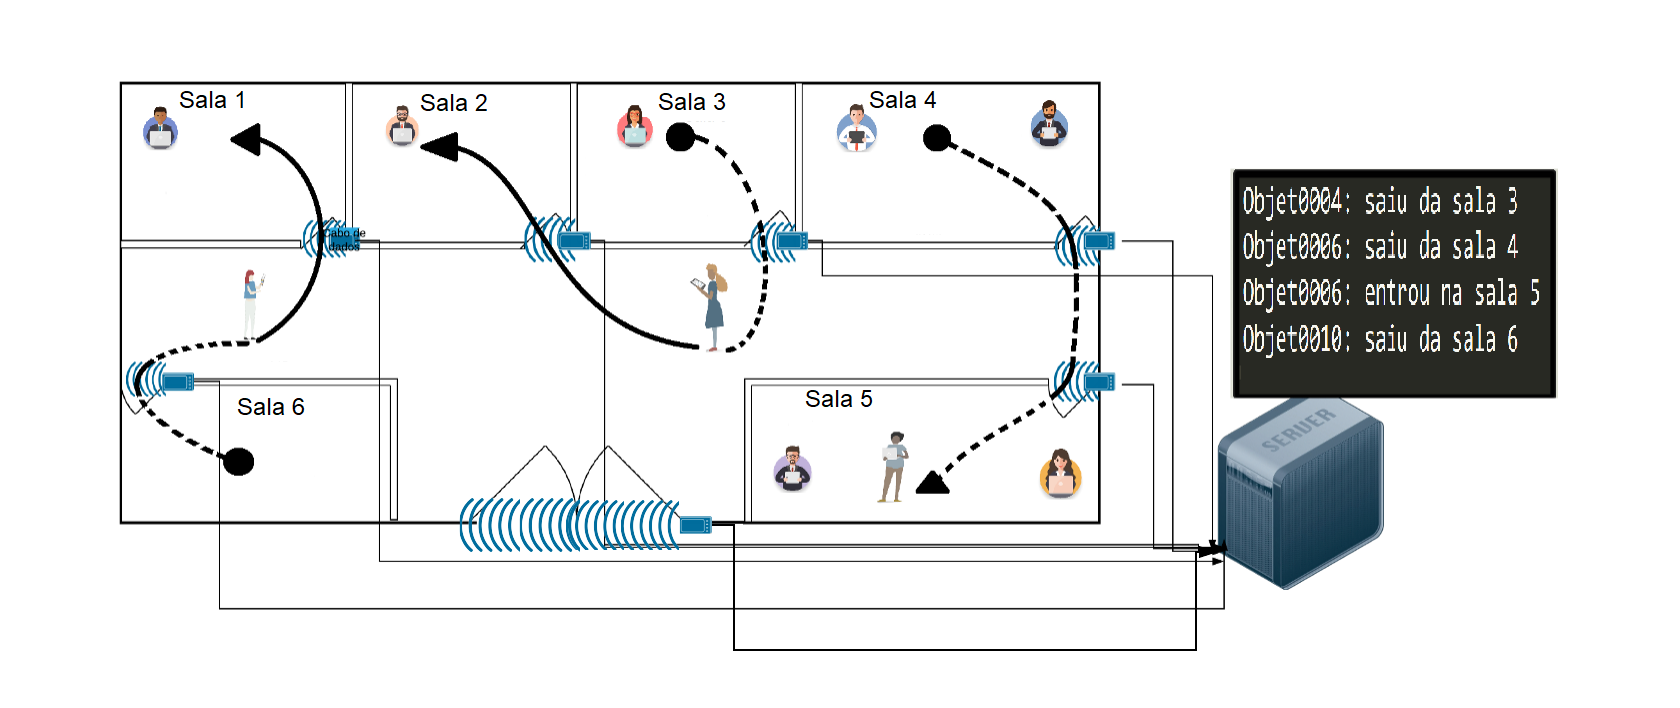 Sala 1
Sala 2
Sala 3
Sala 4
Cabo de
dados
Sala 6
Sala 5
Objet0004: saiu da sala 3
Objet0006: saiu da sala 4
Objet0006: entrou na sala 5
Objet0010: saiu da sala 6
SERVER